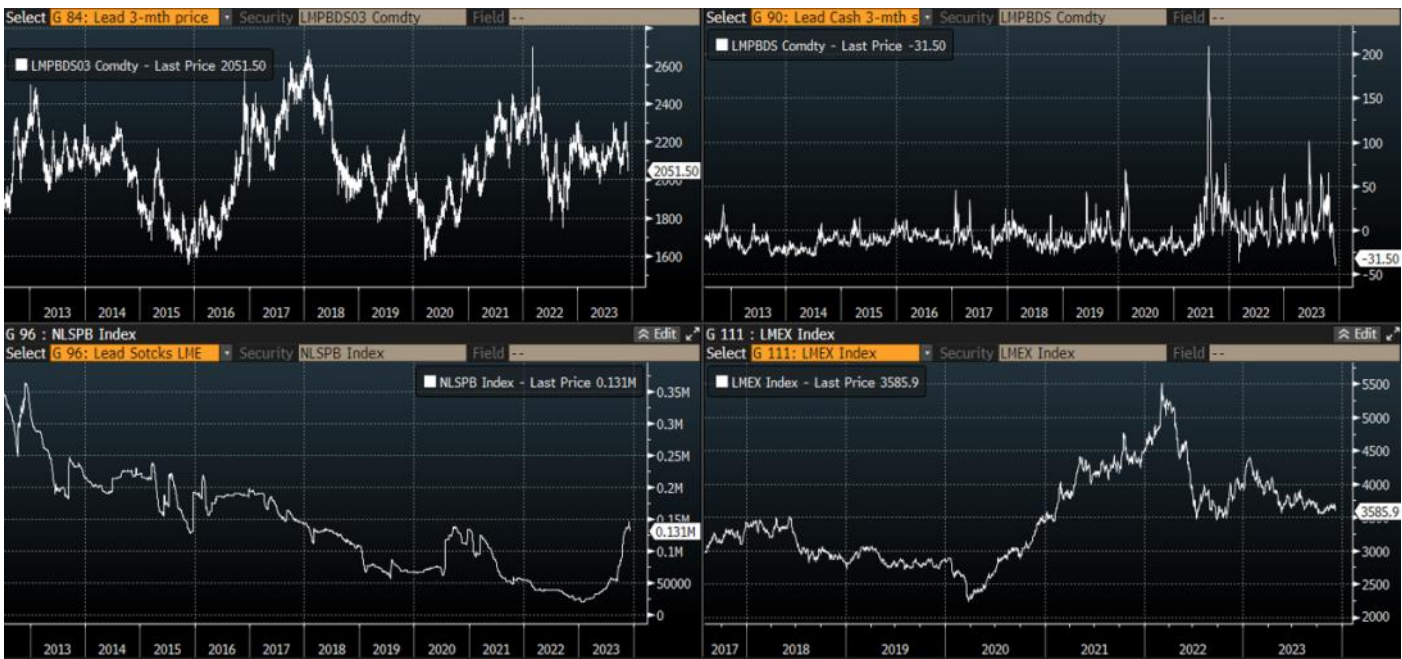 Select G 84: Lead 3-mth price Security LMPBDS03 Comdty Field --
LMPBDS03 Comdty - Last Price 2051.50
2600
2400
2200
2051.50
2000
1800
1600
2013 2014 2015 2016 2017 2018 2019 2020 2021 2022 2023
Select G 90: Lead Cash 3-mth s Security LMPBDS Comdty Field --
LMPBDS Comdty - Last Price -31.50
200
150
100
50
0
-31.50
-50
2013 2014 2015 2016 2017 2018 2019 2020 2021 2022 2023
G 96 : NLSPB Index Edit
Select G 96: Lead Sotcks LME Security NLSPB Index Field --
NLSPB Index - Last Price 0.131M
0.35M
0.3M
0.25M
0.2M
0.15M
0.131M
0.1M
50000
0
2013 2014 2015 2016 2017 2018 2019 2020 2021 2022 2023
G 111 : LMEX Index Edit
Select G 111: LMEX Index Security LMEX Index Field --
LMEX Index - Last Price 3585.9
5500
5000
4500
4000
3585.9
3500
3000
2500
2000
2017 2018 2019 2020 2021 2022 2023